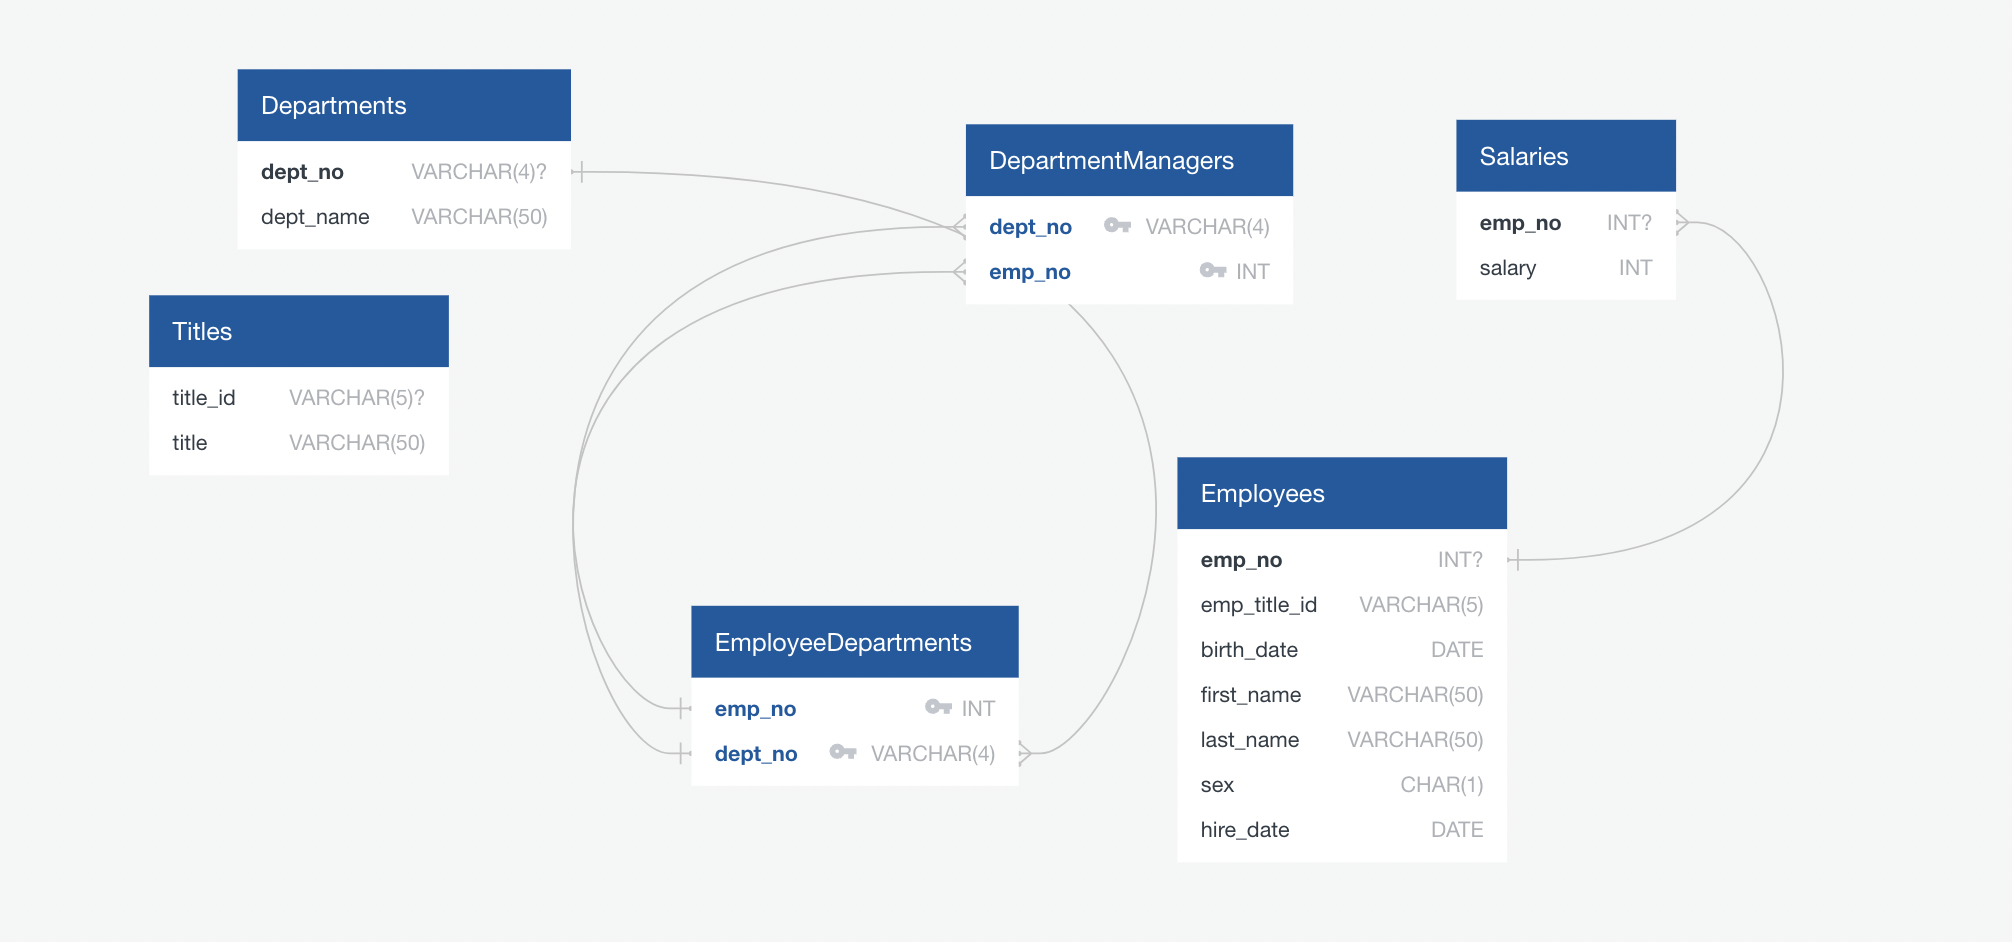 Departments
dept_no VARCHAR(4)?
dept_name VARCHAR(50)
Titles
title_id VARCHAR(5)?
title VARCHAR(50)
DepartmentManagers
dept_no VARCHAR(4)
emp_no INT
Salaries
emp_no INT?
salary INT
EmployeeDepartments
emp_no INT
dept_no VARCHAR(4)
Employees
emp_no INT?
emp_title_id VARCHAR(5)
birth_date DATE
first_name VARCHAR(50)
last_name VARCHAR(50)
sex CHAR(1)
hire_date DATE